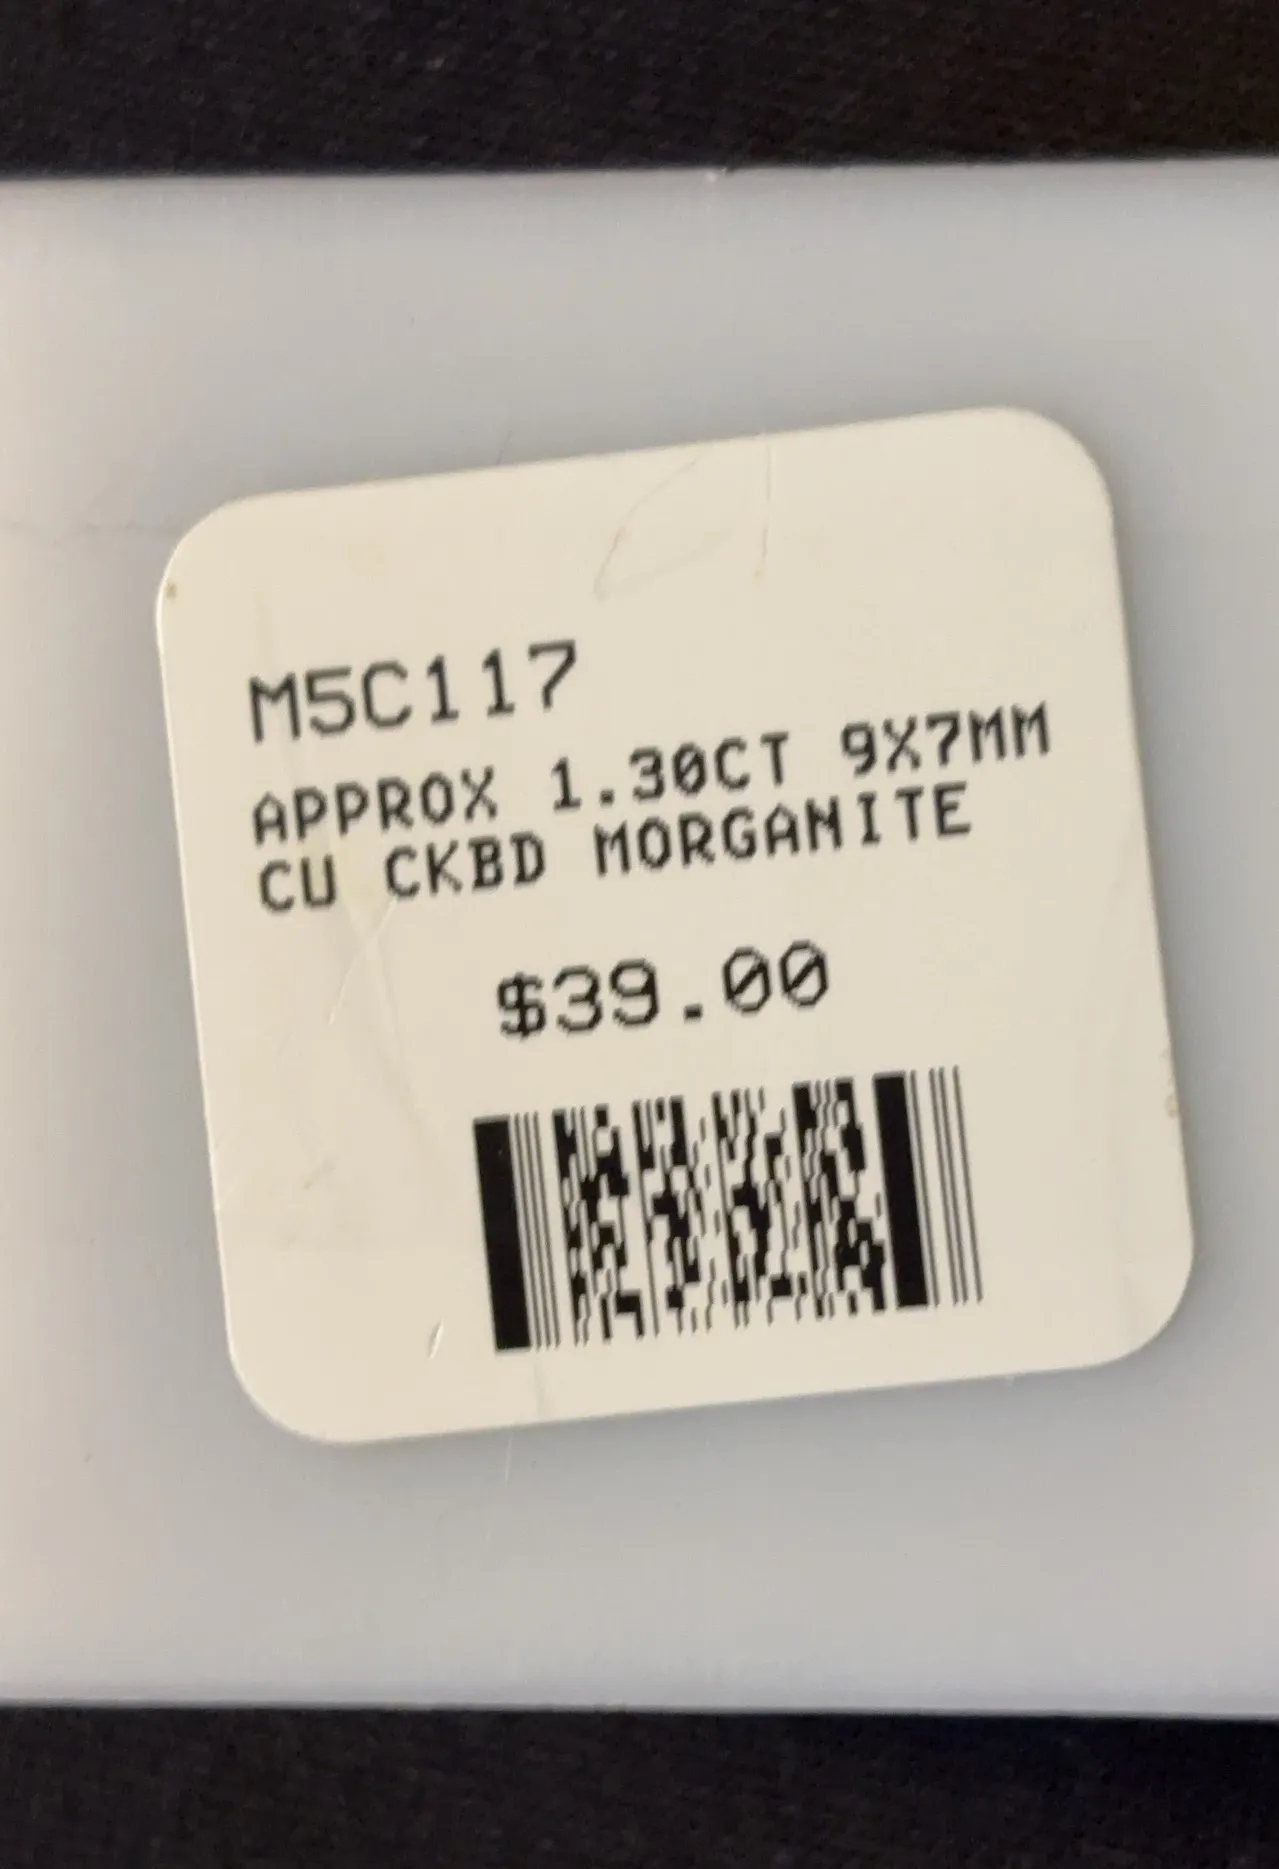 M5C117
APPROX 1.30CT 9X7MM
CU CKBD MORGANITE
$39.00